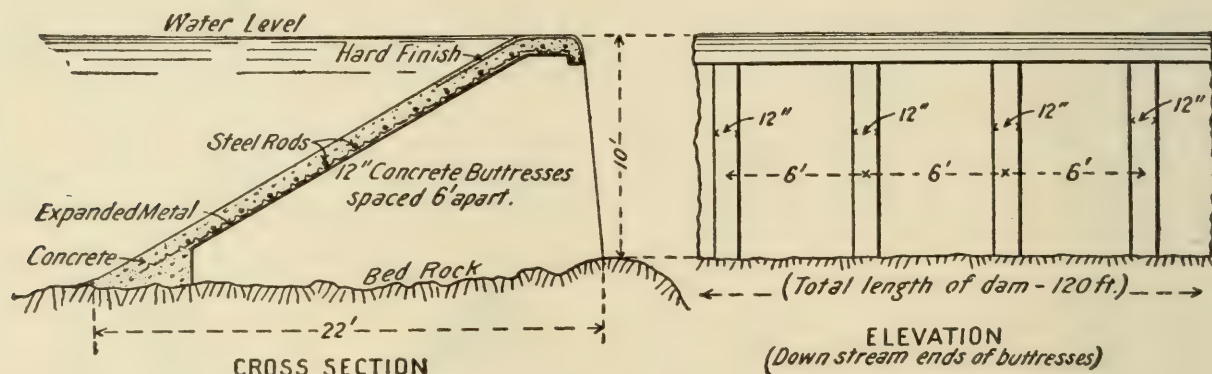 Water Level
Hard Finish
Steel Rods
12" Concrete Buttresses
spaced 6' apart.
Expanded Metal
Concrete
Bed Rock
22'
CROSS SECTION
10'
12"
12"
12"
12"
6'
6'
6'
(Total length of dam - 120 ft.)
ELEVATION
(Down stream ends of buttresses)